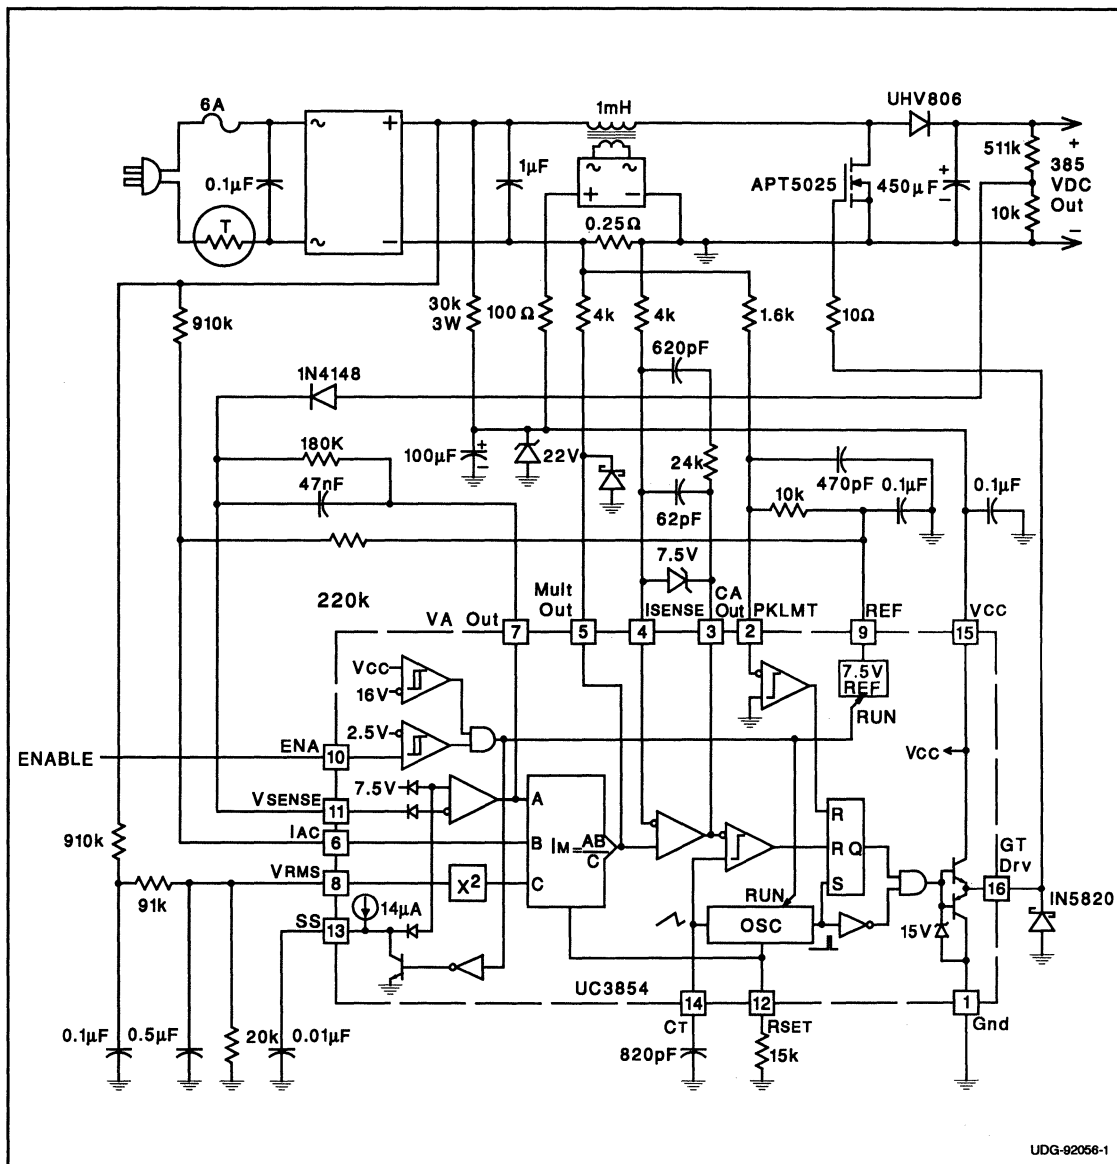 6A
1mH
UHV806
0.1μF
1μF
APT5025
450μF
+
-
511k
10k
+
385
VDC
Out
-
~
+
~
-
~
~
+
-
T
0.25Ω
910k
30k
3W
100Ω
4k
4k
1.6k
10Ω
620pF
1N4148
180K
47nF
100μF
+
-
22V
24k
62pF
470pF
10k
0.1μF
0.1μF
7.5V
220k
VA Out
Mult
Out
ISENSE
CA
Out
PKLMT
REF
VCC
7
5
4
3
2
9
15
VCC
16V
2.5V
7.5V
REF
RUN
VCC
ENABLE
ENA
10
7.5V
VSENSE
11
IAC
6
VRMS
8
X²
SS
13
14μA
A
B
C
IM=AB/C
R
R
Q
S
RUN
OSC
GT
Drv
16
15V
IN5820
910k
91k
UC3854
14
12
1
CT
RSET
Gnd
0.1μF
0.5μF
20k
0.01μF
820pF
15k
UDG-92056-1